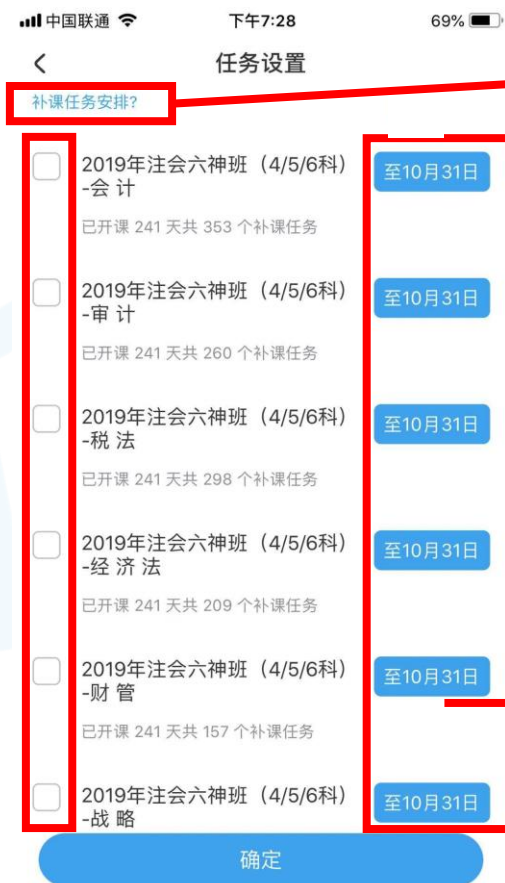 中国联通
下午7:28
69%
任务设置
补课任务安排?
2019年注会六神班（4/5/6科）
-会 计
至10月31日
已开课 241 天共 353 个补课任务
2019年注会六神班（4/5/6科）
-审 计
至10月31日
已开课 241 天共 260 个补课任务
2019年注会六神班（4/5/6科）
-税 法
至10月31日
已开课 241 天共 298 个补课任务
2019年注会六神班（4/5/6科）
-经 济 法
至10月31日
已开课 241 天共 209 个补课任务
2019年注会六神班（4/5/6科）
-财 管
至10月31日
已开课 241 天共 157 个补课任务
2019年注会六神班（4/5/6科）
-战 略
至10月31日
确定